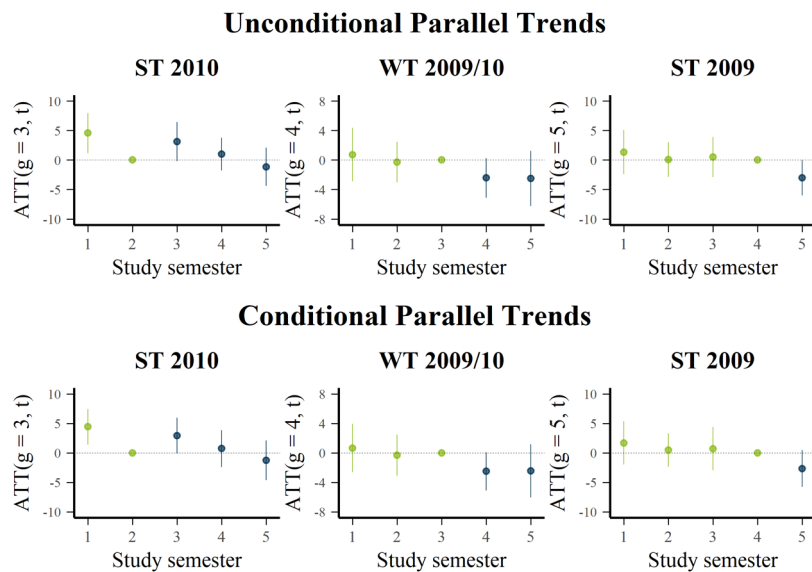 Unconditional Parallel Trends
ST 2010
WT 2009/10
ST 2009
ATT(g = 3, t)
10
5
0
-5
-10
1 2 3 4 5
Study semester
ATT(g = 4, t)
8
4
0
-4
-8
1 2 3 4 5
Study semester
ATT(g = 5, t)
10
5
0
-5
-10
1 2 3 4 5
Study semester
Conditional Parallel Trends
ST 2010
WT 2009/10
ST 2009
ATT(g = 3, t)
10
5
0
-5
-10
1 2 3 4 5
Study semester
ATT(g = 4, t)
8
4
0
-4
-8
1 2 3 4 5
Study semester
ATT(g = 5, t)
10
5
0
-5
-10
1 2 3 4 5
Study semester